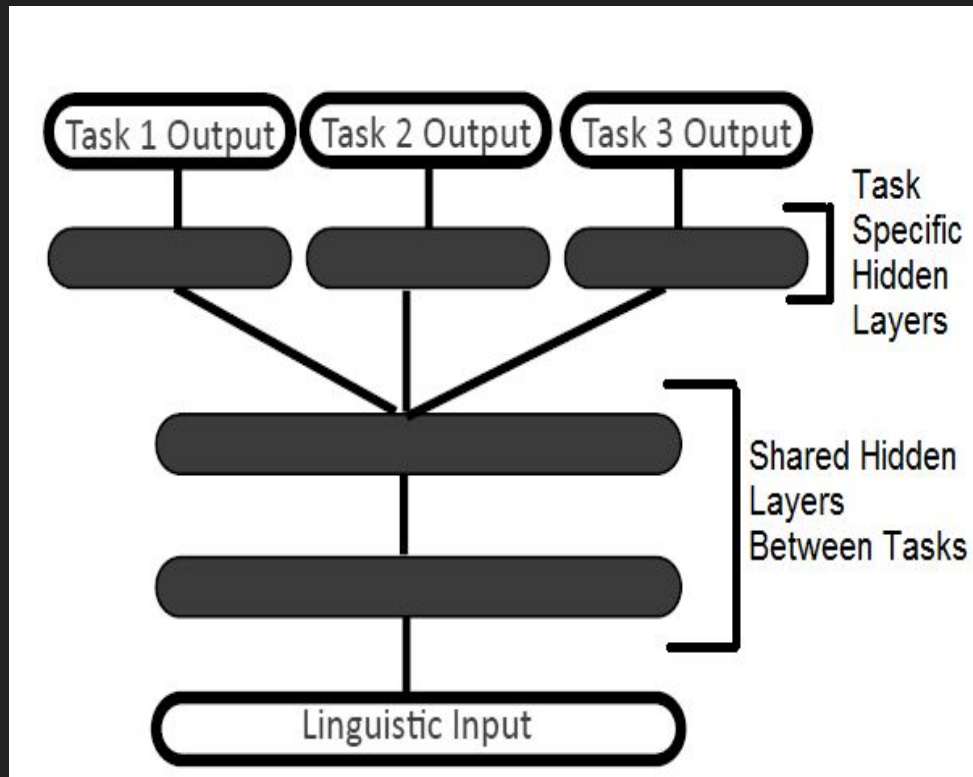 Task 1 Output
Task 2 Output
Task 3 Output
Task
Specific
Hidden
Layers
Shared Hidden
Layers
Between Tasks
Linguistic Input